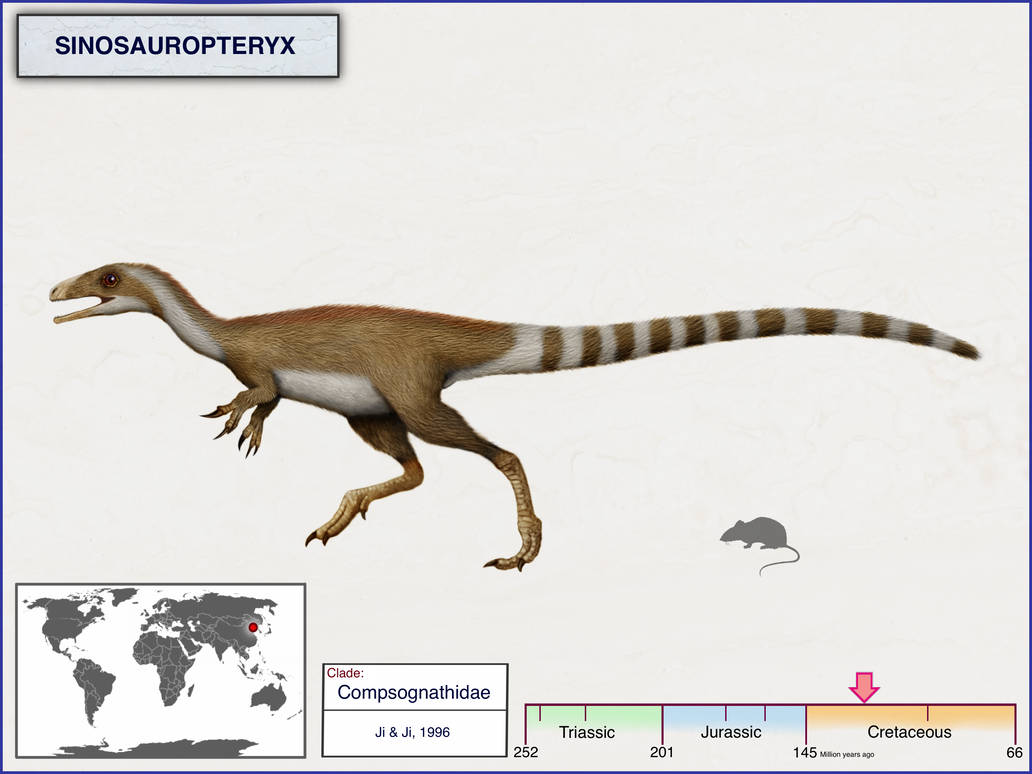 SINOSAUROPTERYX
Clade:
Compsognathidae
Ji & Ji, 1996
Triassic
Jurassic
Cretaceous
252
201
145 Million years ago
66